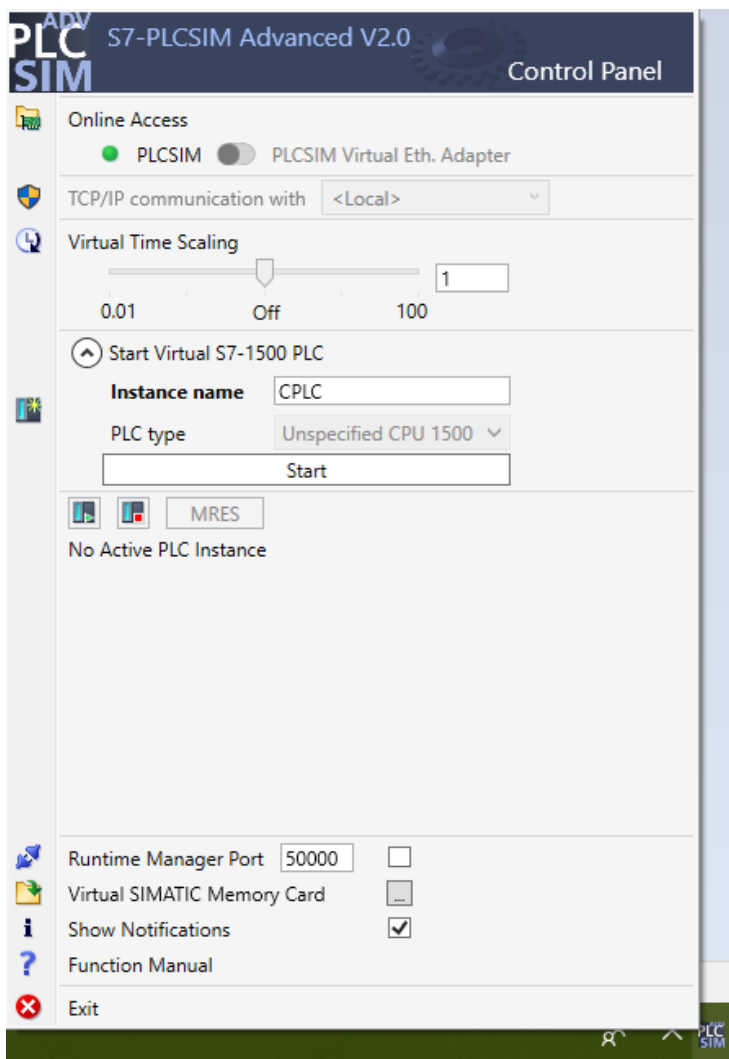 ADV
PLC
SIM
S7-PLCSIM Advanced V2.0
Control Panel
Online Access
PLCSIM PLCSIM Virtual Eth. Adapter
TCP/IP communication with <Local>
Virtual Time Scaling
1
0.01 Off 100
Start Virtual S7-1500 PLC
Instance name CPLC
PLC type Unspecified CPU 1500
Start
MRES
No Active PLC Instance
Runtime Manager Port 50000
Virtual SIMATIC Memory Card ...
Show Notifications
Function Manual
Exit
ADV
PLC
SIM